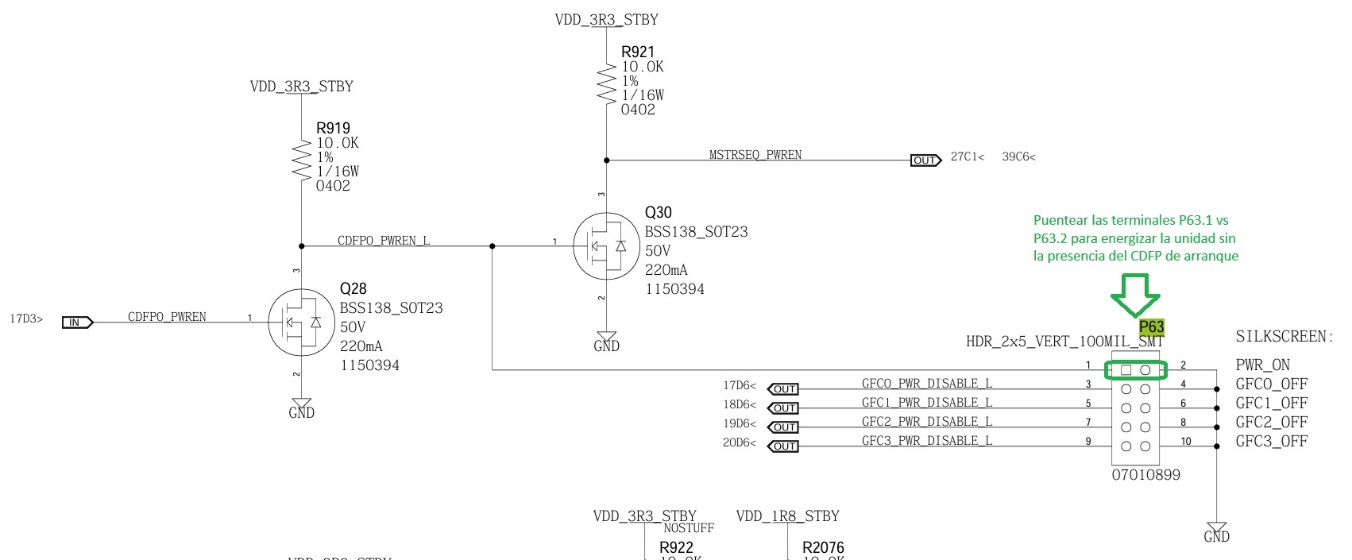 VDD_3R3_STBY
R921
10.0K
1%
1/16W
0402
VDD_3R3_STBY
R919
10.0K
1%
1/16W
0402
MSTRSEQ_PWREN
OUT
27C1<
39C6<
3
Q30
BSS138_SOT23
50V
220mA
1150394
1
2
GND
CDFP0_PWREN_L
3
Q28
BSS138_SOT23
50V
220mA
1150394
17D3>
IN
CDFP0_PWREN
1
2
GND
Puentear las terminales P63.1 vs
P63.2 para energizar la unidad sin
la presencia del CDFP de arranque
P63
HDR_2x5_VERT_100MIL_SMT
SILKSCREEN:
1
2
PWR_ON
17D6<
OUT
GFC0_PWR_DISABLE_L
3
4
GFC0_OFF
18D6<
OUT
GFC1_PWR_DISABLE_L
5
6
GFC1_OFF
19D6<
OUT
GFC2_PWR_DISABLE_L
7
8
GFC2_OFF
20D6<
OUT
GFC3_PWR_DISABLE_L
9
10
GFC3_OFF
07010899
GND
VDD_3R3_STBY
NOSTUFF
R922
VDD_1R8_STBY
R2076